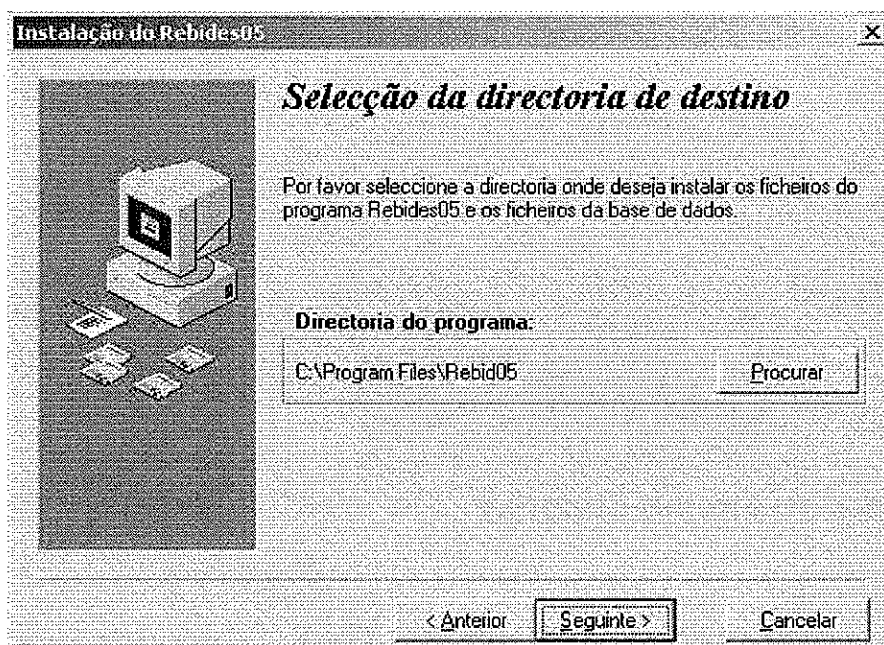 Instalação do Rebides05
Selecção da directoria de destino
Por favor seleccione a directoria onde deseja instalar os ficheiros do
programa Rebides05 e os ficheiros da base de dados.
Directoria do programa:
C:\Program Files\Rebid05
Procurar
< Anterior
Seguinte >
Cancelar